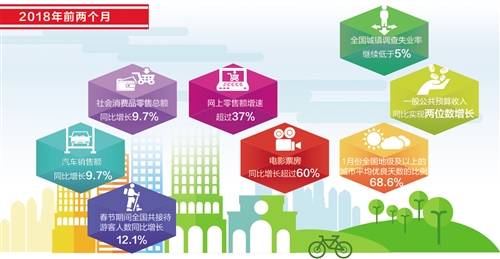 2018年前两个月
全国城镇调查失业率
继续低于5%
社会消费品零售总额
同比增长9.7%
网上零售额增速
超过37%
一般公共预算收入
同比实现两位数增长
汽车销售额
同比增长9.7%
电影票房
同比增长超过60%
1月份全国地级及以上的
城市平均优良天数的比例
68.6%
春节期间全国共接待
游客人数同比增长
12.1%